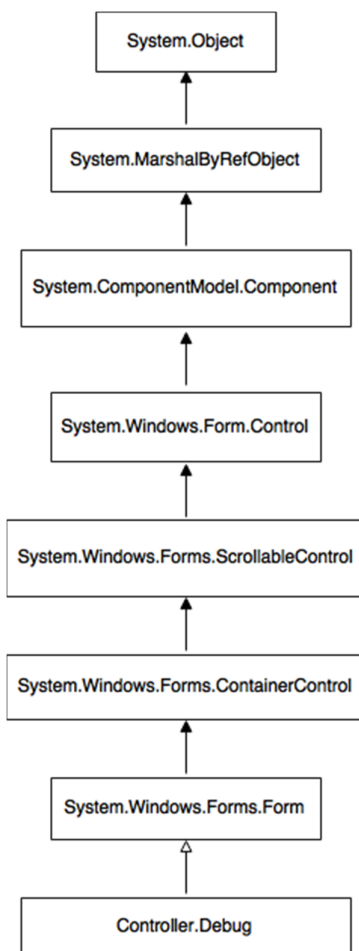 System.Object
System.MarshalByRefObject
System.ComponentModel.Component
System.Windows.Form.Control
System.Windows.Forms.ScrollableControl
System.Windows.Forms.ContainerControl
System.Windows.Forms.Form
Controller.Debug